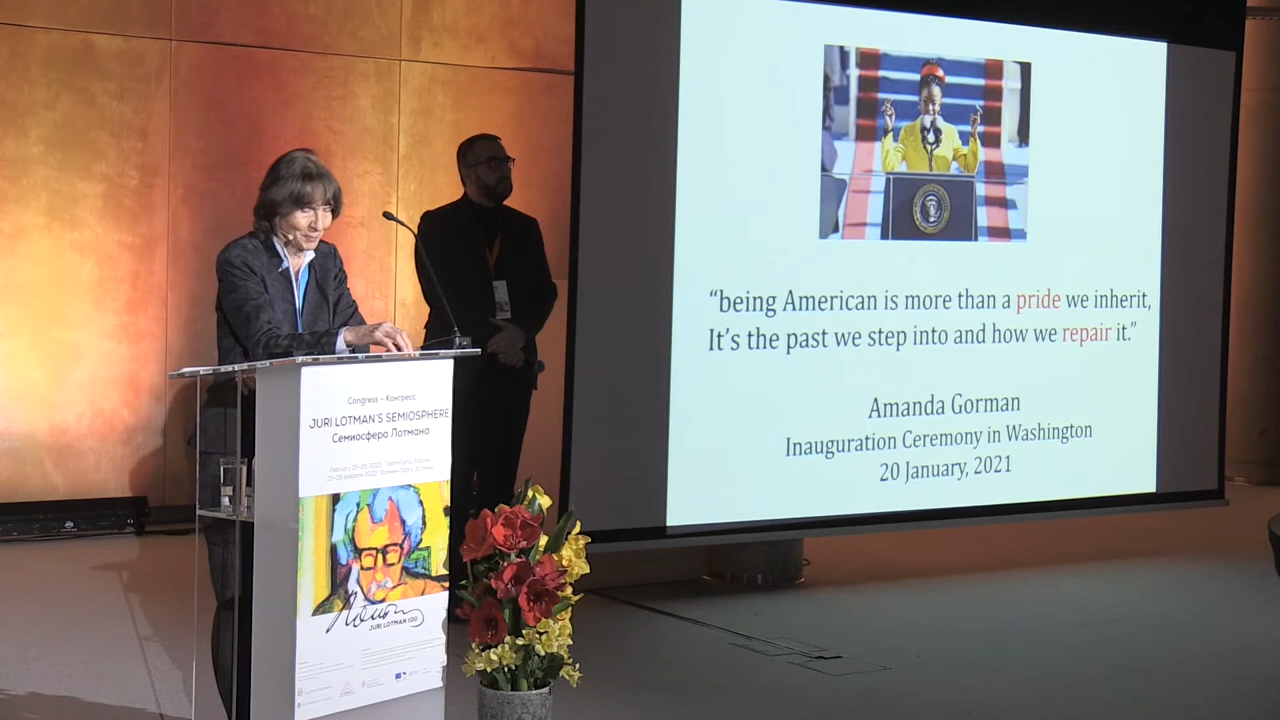 “being American is more than a pride we inherit,
It’s the past we step into and how we repair it.”
Amanda Gorman
Inauguration Ceremony in Washington
20 January, 2021
Congress – Конгресс
JURI LOTMAN'S SEMIOSPHERE
Семиосфера Лотмана
JURI LOTMAN 100